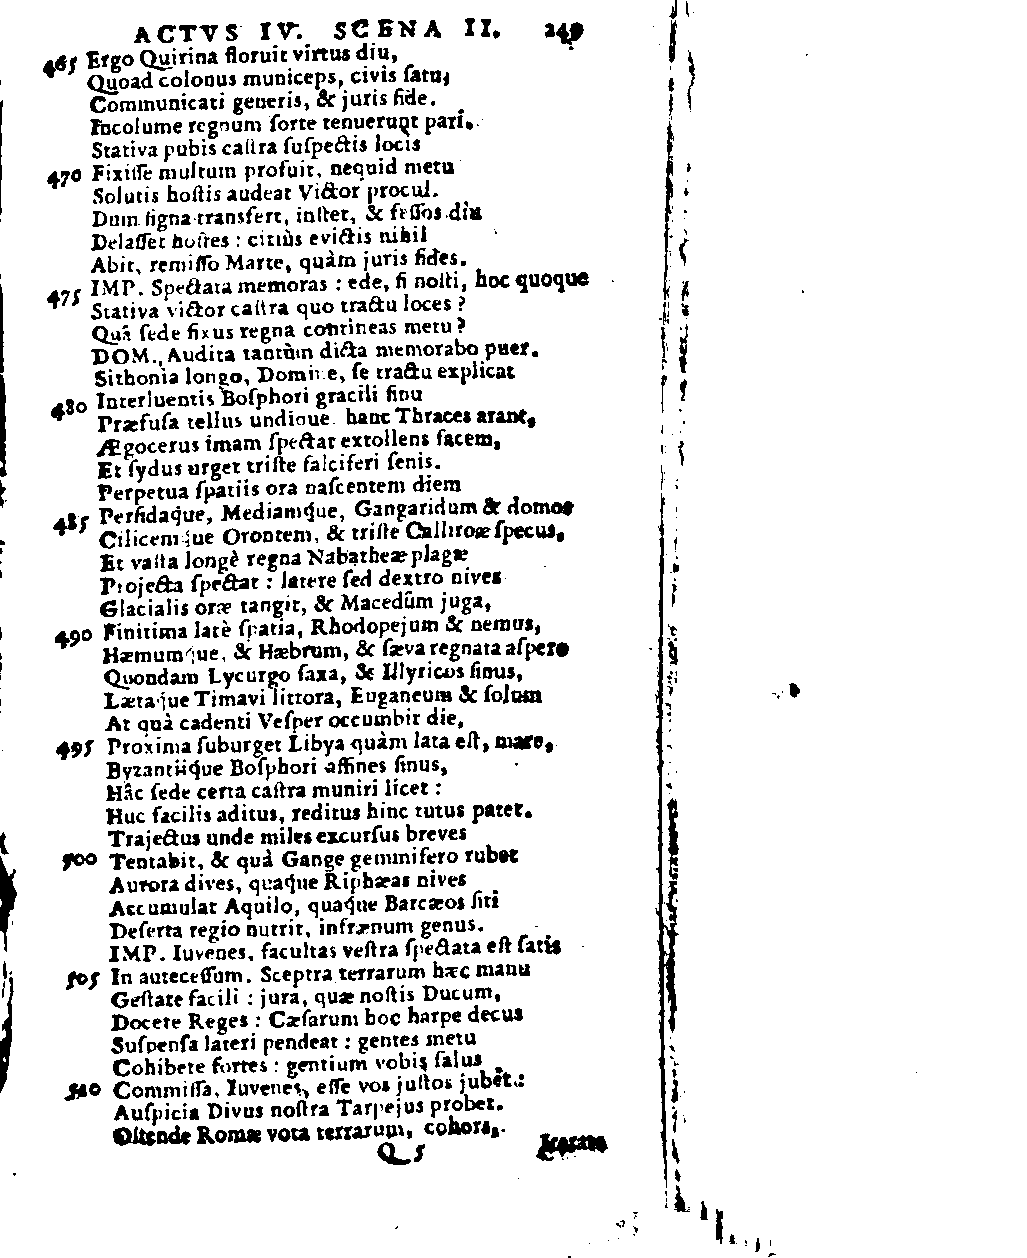 ACTVS IV. SCENA II. 249
465 Ergo Quirina floruit virtus diu,
Quoad colonus municeps, civis satus
Communicati generis, & juris fide.
Incolume regnum sorte tenuerunt pari.
Stativa pubis castra suspectis locis
470 Fixisse multum profuit, nequid metu
Solutis hostis audeat Victor procul.
Dum signa transfert, instet, & fessos diu
Delasset hostes : citiùs evictis nihil
Abit, remisso Marte, quàm juris fides.
475 IMP. Spectata memoras : ede, si nosti, hoc quoque
Stativa victor castra quo tractu loces ?
Quâ sede fixus regna contineas metu ?
DOM. Audita tantùm dicta memorabo puer.
Sithonia longo, Domine, se tractu explicat
480 Interluentis Bosphori gracili sinu
Præfusa tellus undique. hanc Thraces arant,
Ægocerus imam spectat extollens facem,
Et sydus urget triste falciferi senis.
Perpetua spatiis ora nascentem diem
485 Persidaque, Mediamque, Gangaridum & domos
Cilicemque Orontem, & triste Calliroæ specus,
Et vasta longè regna Nabatheæ plagæ
Projecta spectat : latere sed dextro nives
Glacialis oræ tangit, & Macedûm juga,
490 Finitima latè spatia, Rhodopejum & nemus,
Hæmumque, & Hæbrum, & sæva regnata aspero
Quondam Lycurgo saxa, & Illyricos sinus,
Lætaque Timavi littora, Euganeum & solum
At quà cadenti Vesper occumbit die,
495 Proxima suburget Libya quàm lata est, mare,
Byzantiique Bosphori affines sinus,
Hâc sede certa castra muniri licet :
Huc facilis aditus, reditus hinc tutus patet.
Trajectus unde miles excursus breves
500 Tentabit, & quà Gange gemmifero rubet
Aurora dives, quaque Riphæas nives
Accumulat Aquilo, quaque Barcæos siti
Deserta regio nutrit, infrænum genus.
IMP. Iuvenes, facultas vestra spectata est satis
505 In antecessum. Sceptra terrarum hæc manu
Gestate facili : jura, quæ nostis Ducum,
Docete Reges : Cæsarum hoc harpe decus
Suspensa lateri pendeat : gentes metu
Cohibete fortes : gentium vobis salus
510 Commissa, Iuvenes, esse vos justos jubet :
Auspicia Divus nostra Tarpejus probet.
Ostende Romæ vota terrarum, cohors,
Q 5